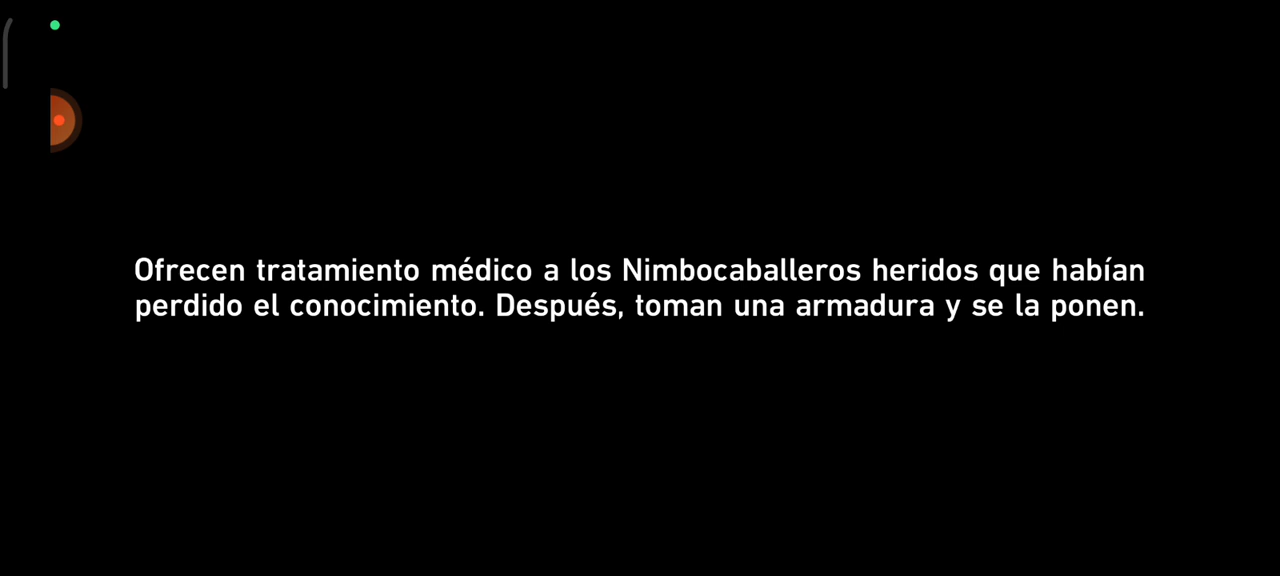 Ofrecen tratamiento médico a los Nimbocaballeros heridos que habían
perdido el conocimiento. Después, toman una armadura y se la ponen.